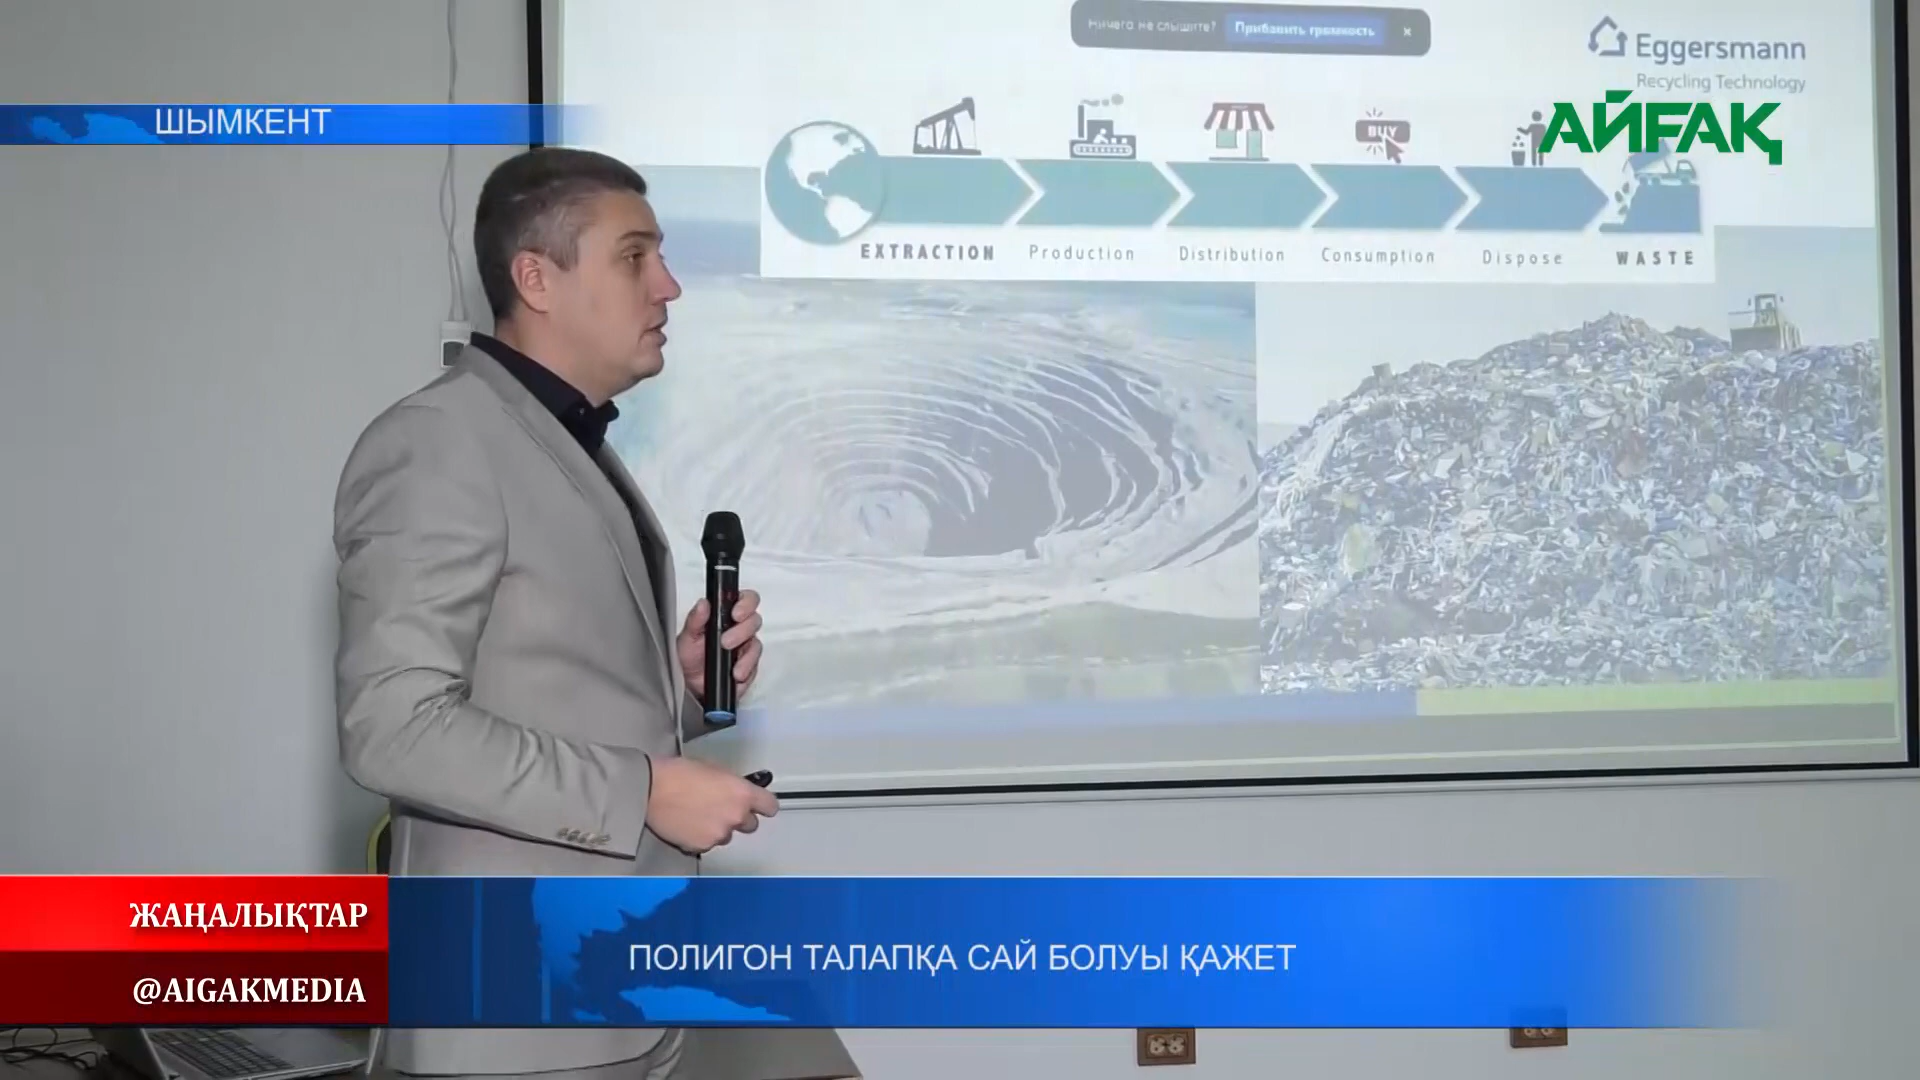 Ничего не слышите? Прибавить громкость ×
Eggersmann
Recycling Technology
ШЫМКЕНТ
АЙҒАҚ
BUY
EXTRACTION Production Distribution Consumption Dispose WASTE
ЖАҢАЛЫҚТАР
@AIGAKMEDIA
ПОЛИГОН ТАЛАПҚА САЙ БОЛУЫ ҚАЖЕТ